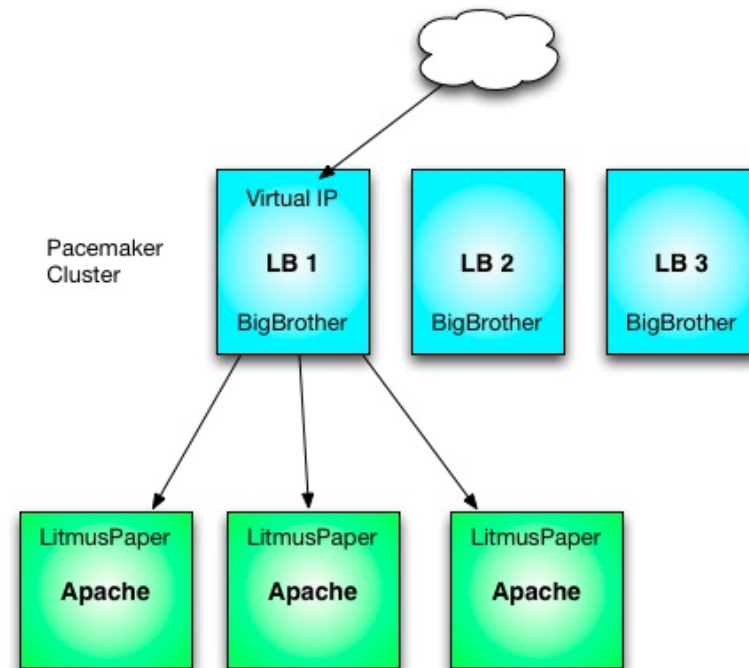 Virtual IP
Pacemaker
Cluster
LB 1
LB 2
LB 3
BigBrother
BigBrother
BigBrother
LitmusPaper
LitmusPaper
LitmusPaper
Apache
Apache
Apache